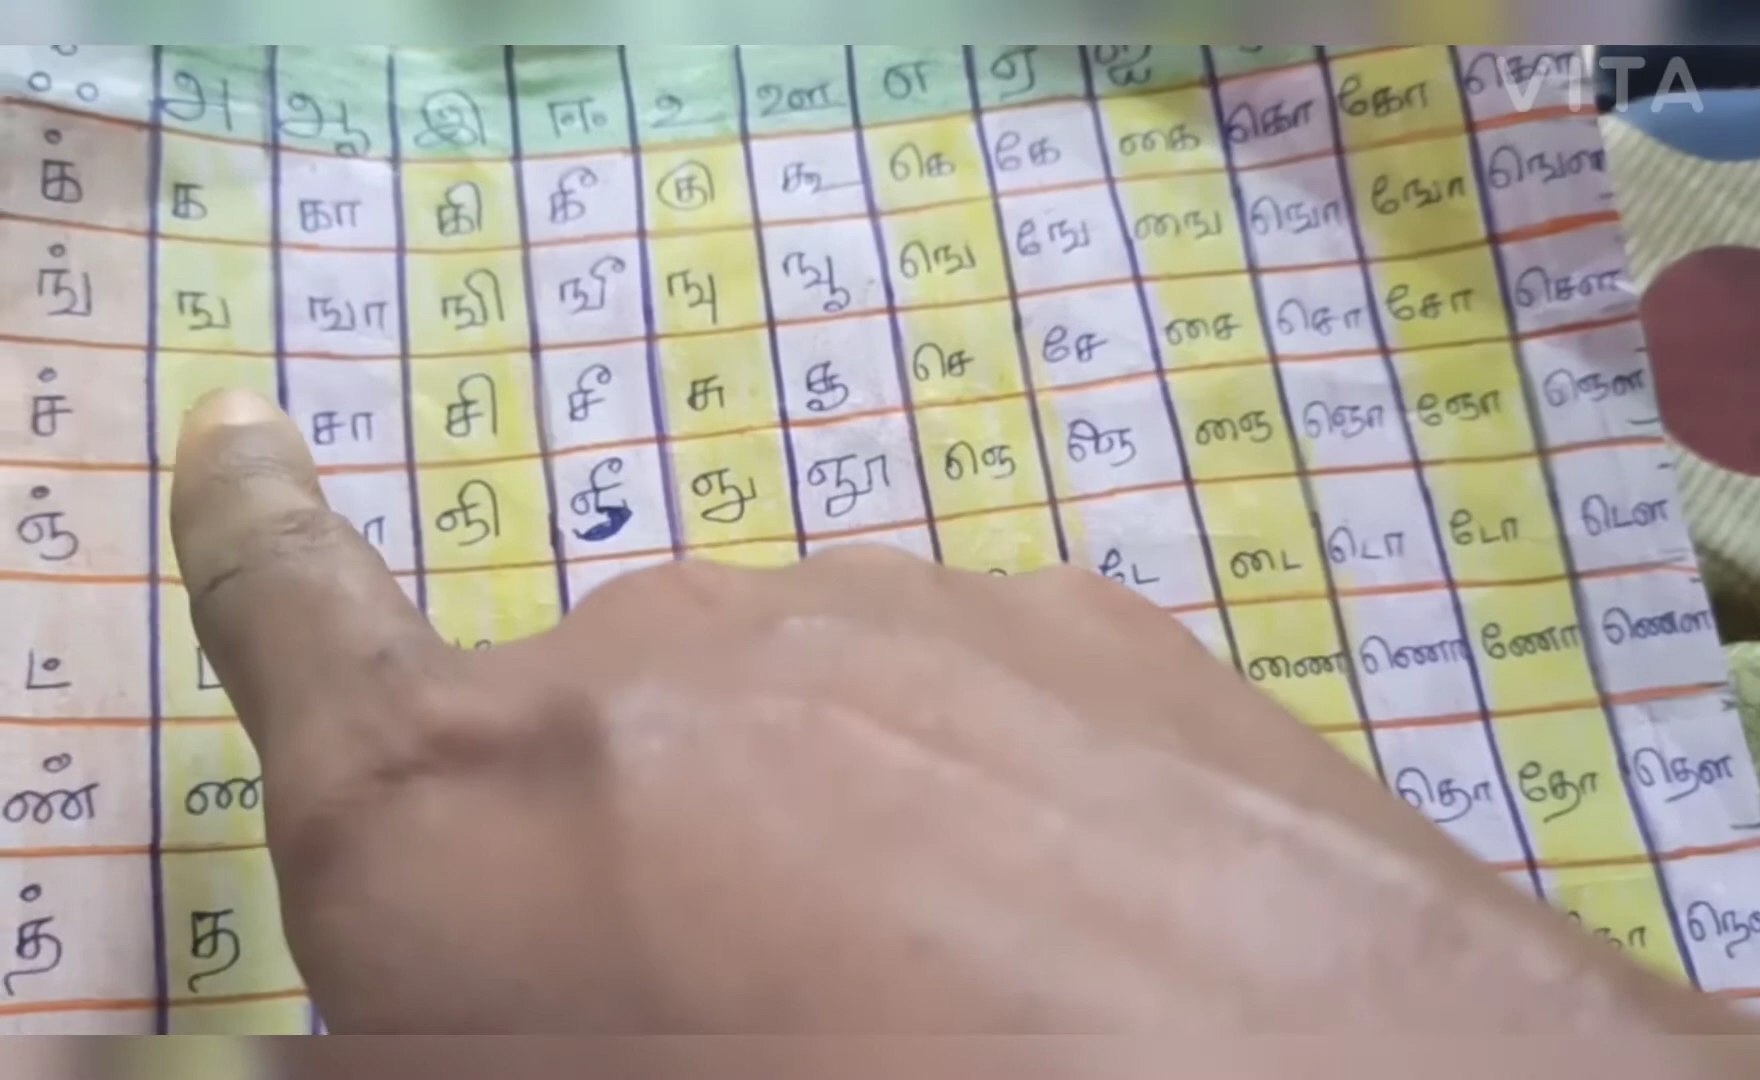 VITA
ஃ அ ஆ இ ஈ உ ஊ எ ஏ ஐ
க் க கா கி கீ கு கூ கெ கே கை கொ கோ கௌ
ங் ங ஙா ஙி ஙீ ஙு ஙூ ஙெ ஙே ஙை ஙொ ஙோ ஙௌ
ச் சா சி சீ சு சூ செ சே சை சொ சோ சௌ
ஞ் ஞி ஞீ ஞு ஞூ ஞெ ஞே ஞை ஞொ ஞோ ஞௌ
ட் டே டை டொ டோ டௌ
ண் ண ணை ணொ ணோ ணௌ
த் த தொ தோ தௌ